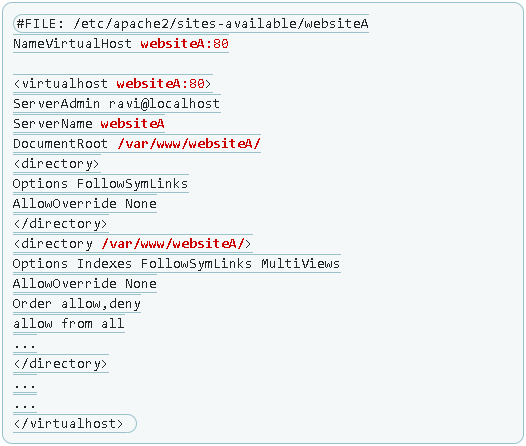 #FILE: /etc/apache2/sites-available/websiteA
NameVirtualHost websiteA:80
<virtualhost websiteA:80>
ServerAdmin ravi@localhost
ServerName websiteA
DocumentRoot /var/www/websiteA/
<directory>
Options FollowSymLinks
AllowOverride None
</directory>
<directory /var/www/websiteA/>
Options Indexes FollowSymLinks MultiViews
AllowOverride None
Order allow,deny
allow from all
...
</directory>
...
...
</virtualhost>